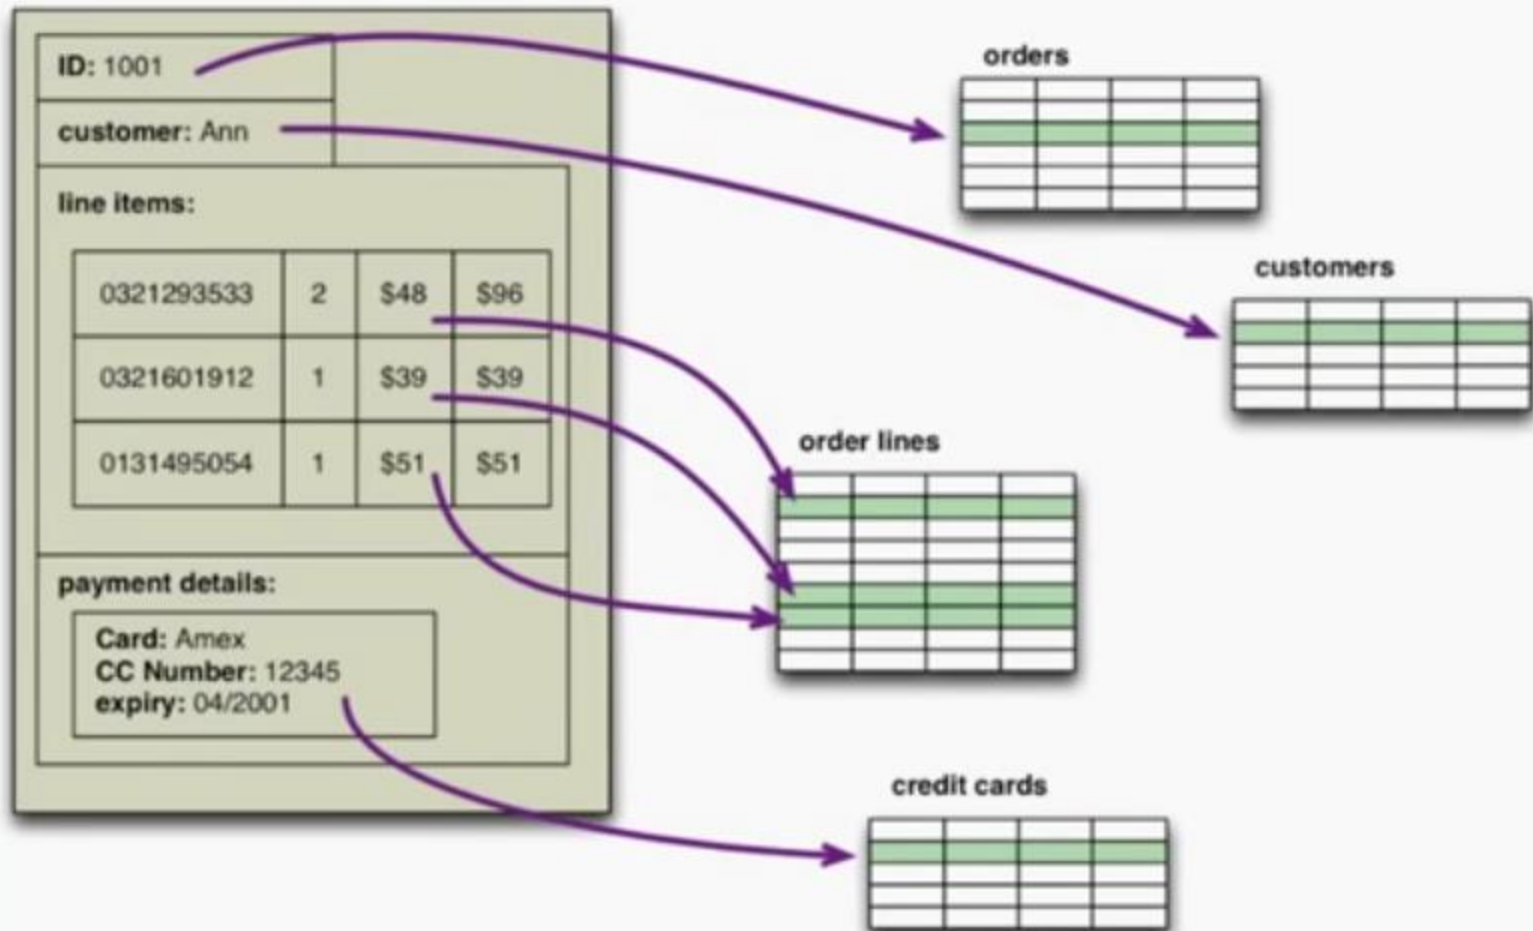 ID: 1001
customer: Ann
line items:
0321293533 2 $48 $96
0321601912 1 $39 $39
0131495054 1 $51 $51
payment details:
Card: Amex
CC Number: 12345
expiry: 04/2001
orders
customers
order lines
credit cards